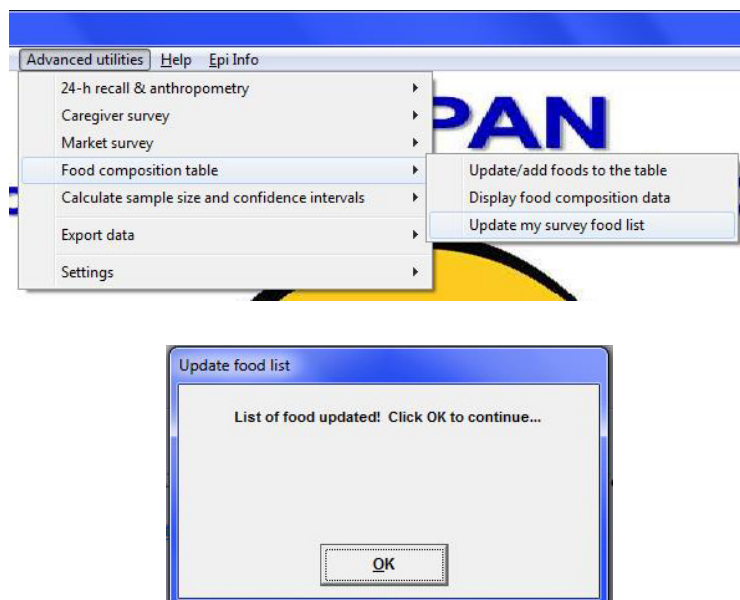 Advanced utilities Help Epi Info
24-h recall & anthropometry
Caregiver survey
Market survey
Food composition table
Calculate sample size and confidence intervals
Export data
Settings
PAN
Update/add foods to the table
Display food composition data
Update my survey food list
Update food list
List of food updated! Click OK to continue...
OK